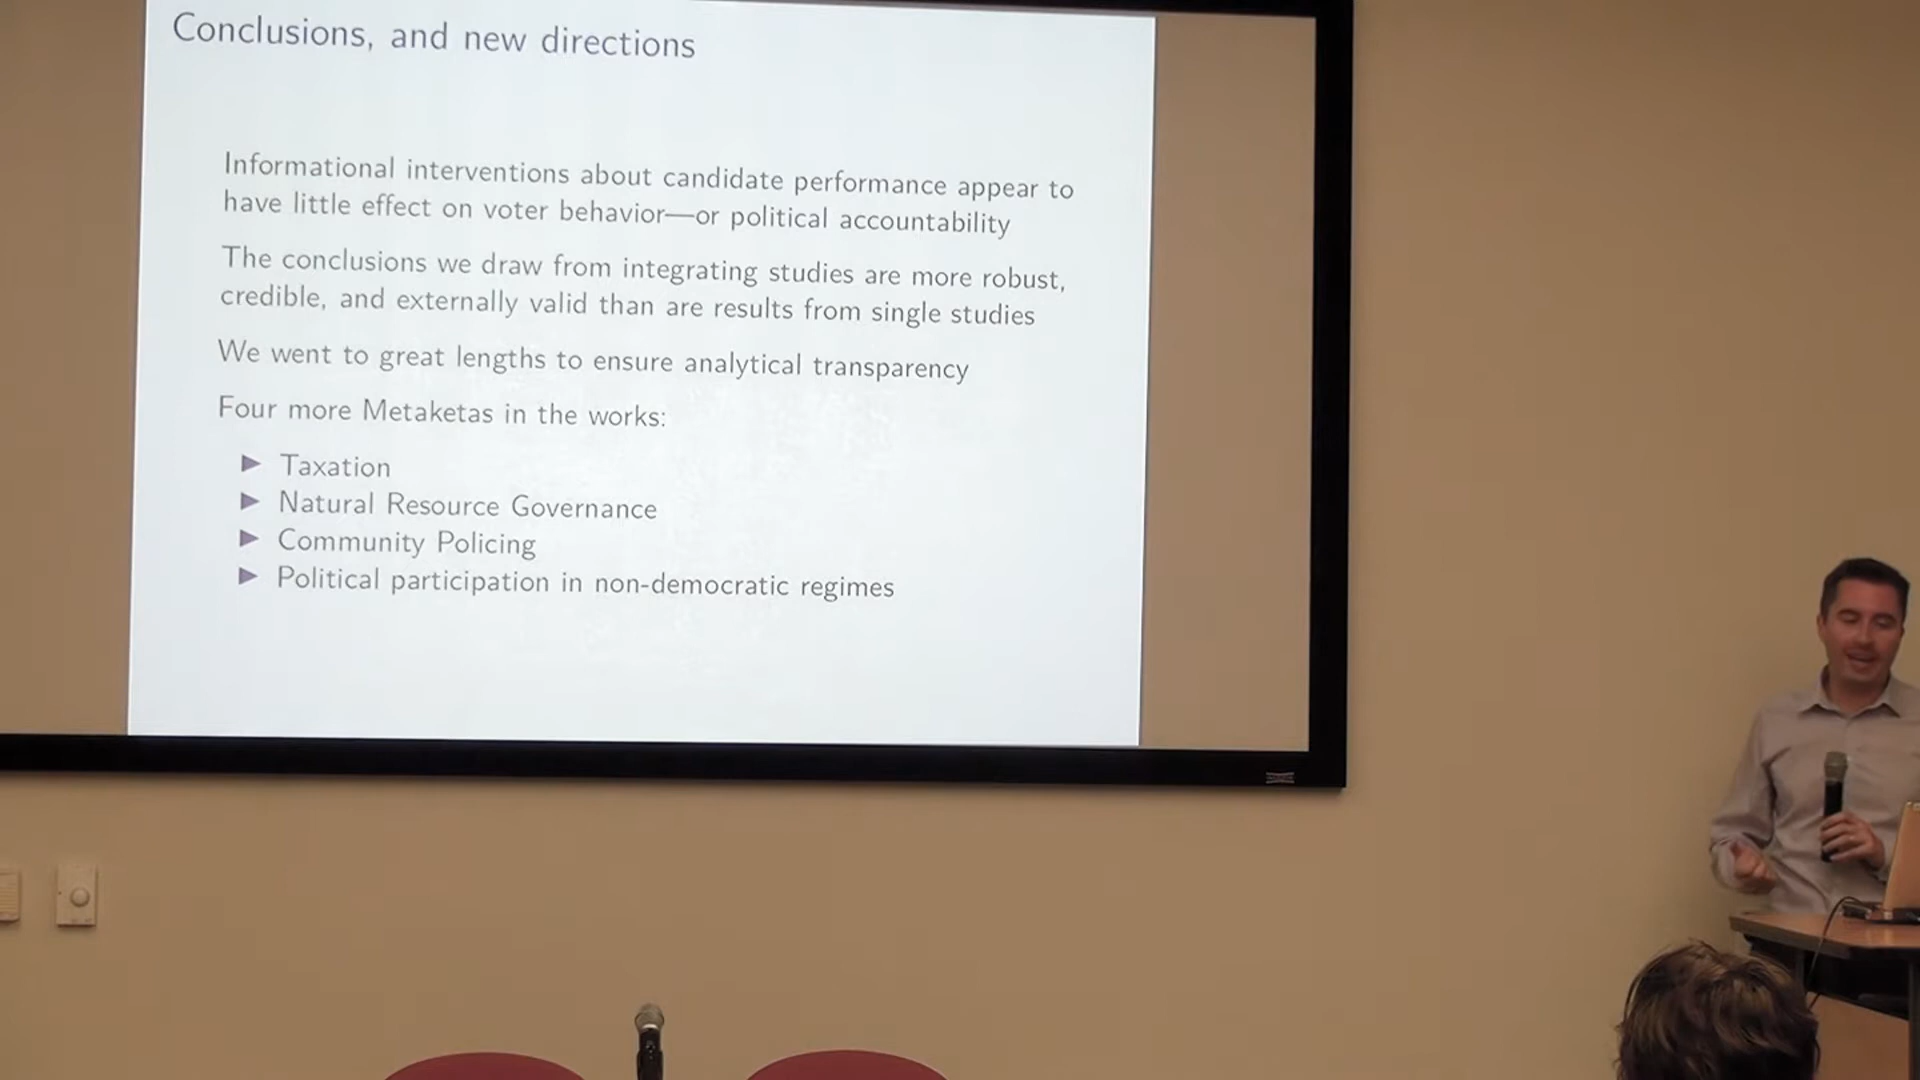 Conclusions, and new directions
Informational interventions about candidate performance appear to
have little effect on voter behavior—or political accountability
The conclusions we draw from integrating studies are more robust,
credible, and externally valid than are results from single studies
We went to great lengths to ensure analytical transparency
Four more Metaketas in the works:
▶ Taxation
▶ Natural Resource Governance
▶ Community Policing
▶ Political participation in non-democratic regimes